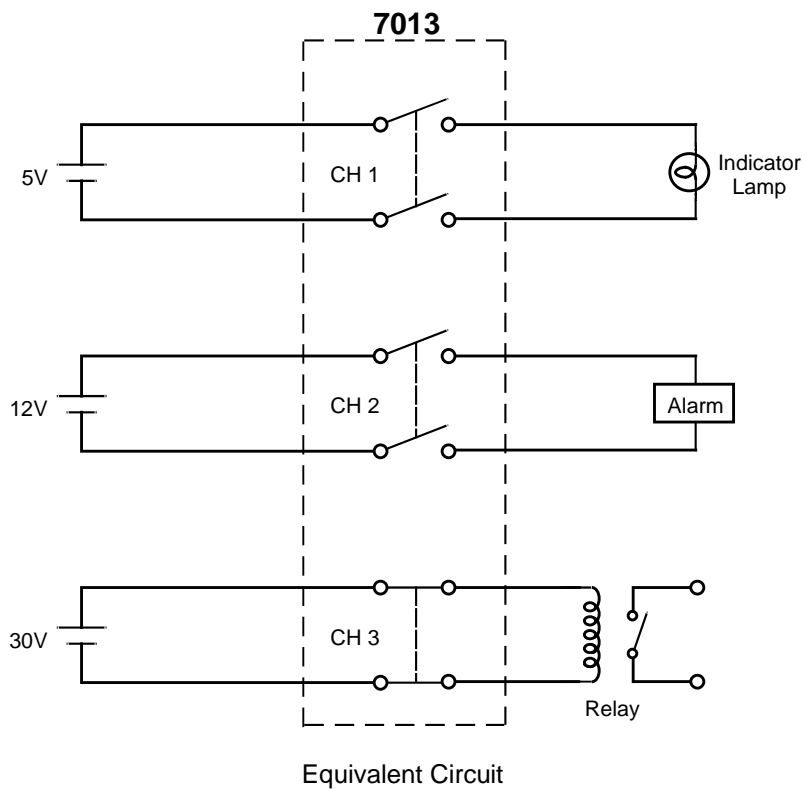 7013
5V
CH 1
Indicator
Lamp
12V
CH 2
Alarm
30V
CH 3
Relay
Equivalent Circuit